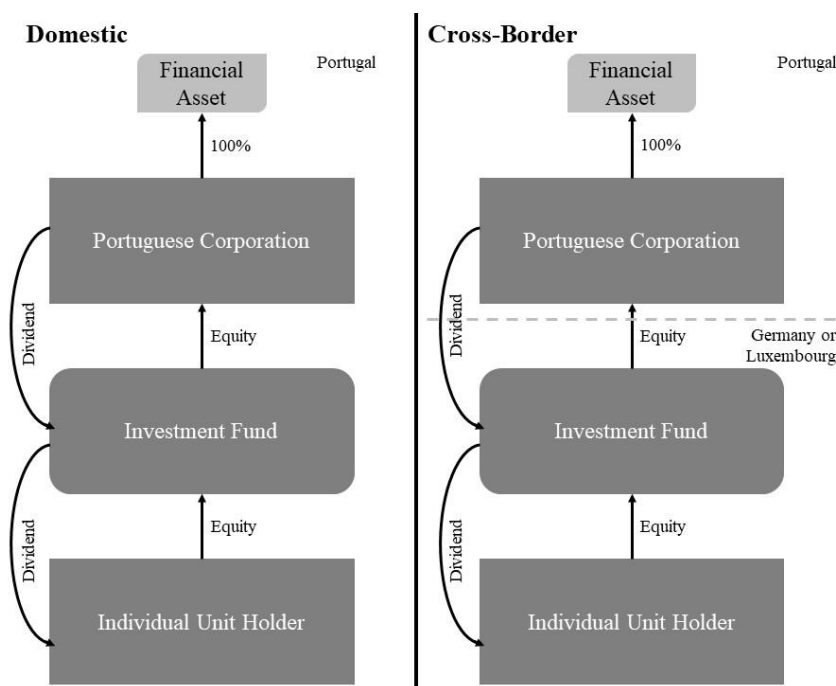 Domestic
Portugal
Financial
Asset
100%
Portuguese Corporation
Dividend
Equity
Investment Fund
Dividend
Equity
Individual Unit Holder
Cross-Border
Portugal
Financial
Asset
100%
Portuguese Corporation
Dividend
Equity
Germany or
Luxembourg
Investment Fund
Dividend
Equity
Individual Unit Holder